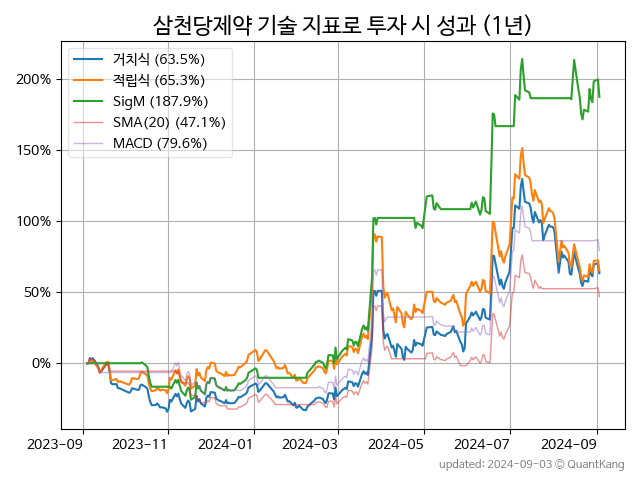 삼천당제약 기술 지표로 투자 시 성과 (1년)
거치식 (63.5%)
적립식 (65.3%)
SigM (187.9%)
SMA(20) (47.1%)
MACD (79.6%)
200%
150%
100%
50%
0%
2023-09 2023-11 2024-01 2024-03 2024-05 2024-07 2024-09
updated: 2024-09-03 © QuantKang